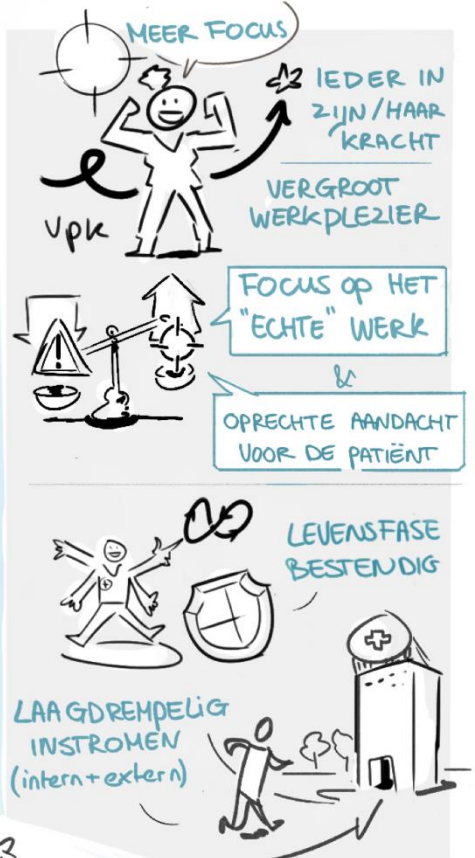 MEER FOCUS
IEDER IN
ZIJN/HAAR
KRACHT
VERGROOT
WERKPLEZIER
Vpk
FOCUS OP HET
"ECHTE" WERK
&
OPRECHTE AANDACHT
VOOR DE PATIËNT
LEVENSFASE
BESTENDIG
LAAGDREMPELIG
INSTROMEN
(intern+extern)